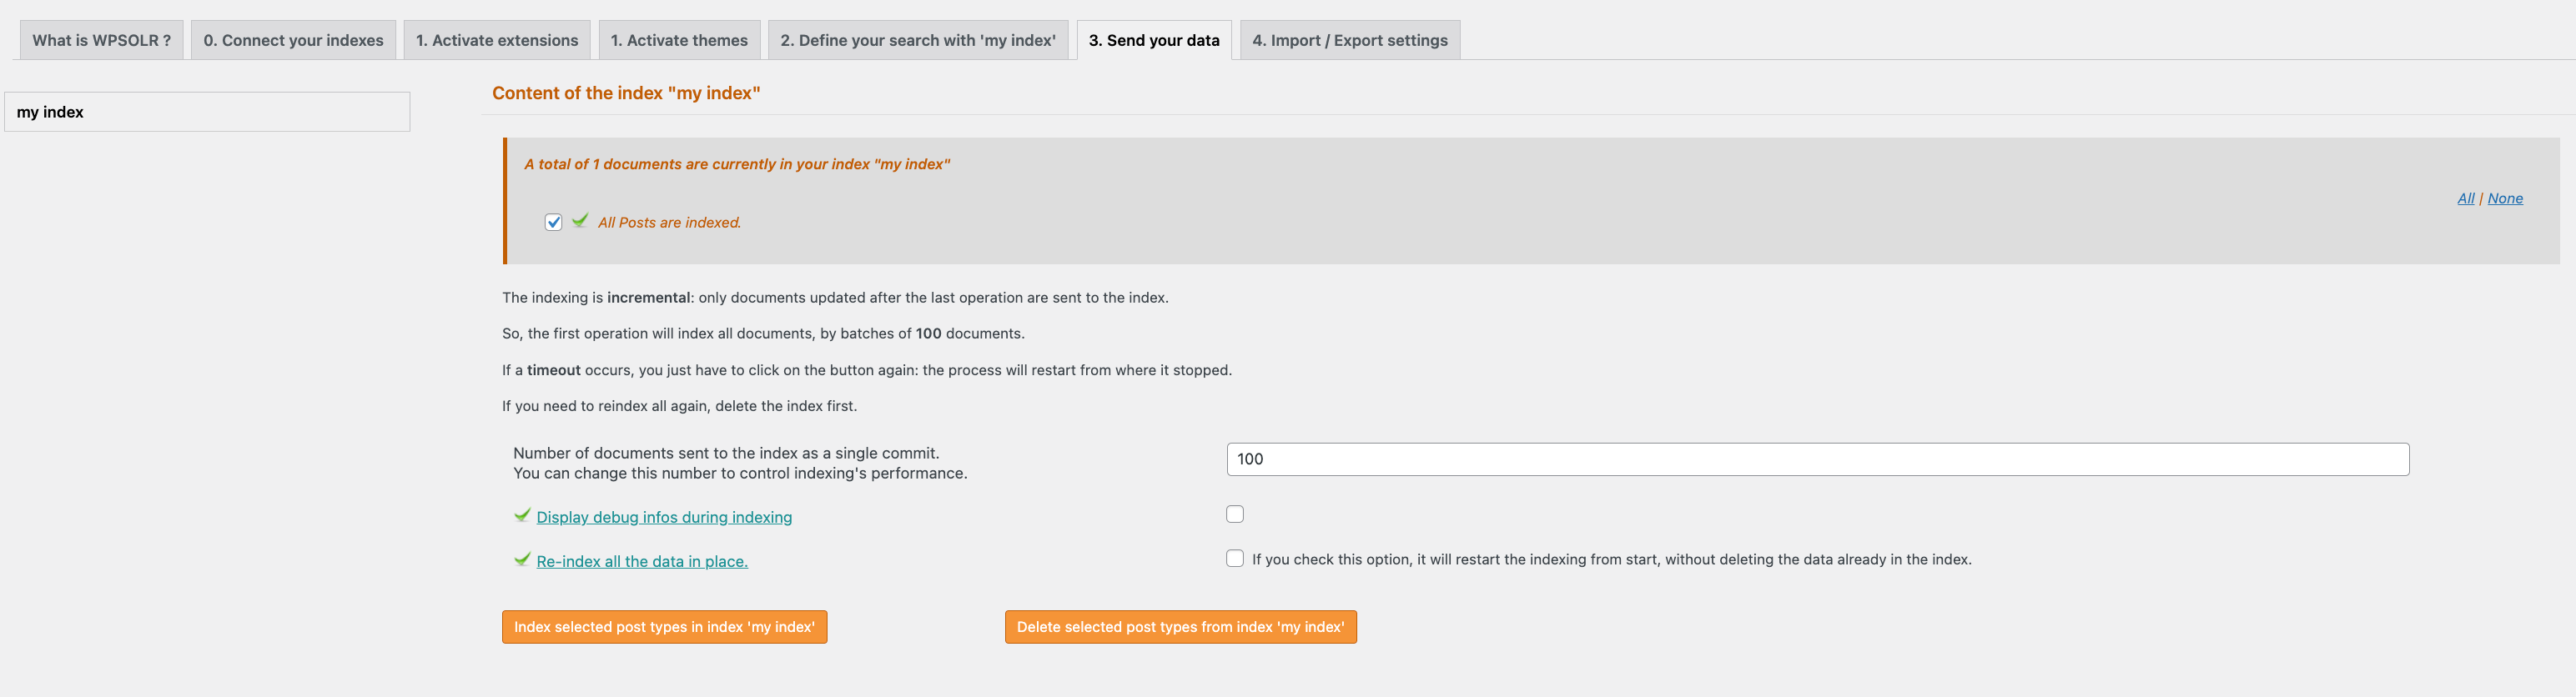 What is WPSOLR ?
0. Connect your indexes
1. Activate extensions
1. Activate themes
2. Define your search with 'my index'
3. Send your data
4. Import / Export settings
my index
Content of the index "my index"
A total of 1 documents are currently in your index "my index"
All | None
All Posts are indexed.
The indexing is incremental: only documents updated after the last operation are sent to the index.
So, the first operation will index all documents, by batches of 100 documents.
If a timeout occurs, you just have to click on the button again: the process will restart from where it stopped.
If you need to reindex all again, delete the index first.
Number of documents sent to the index as a single commit.
You can change this number to control indexing's performance.
100
Display debug infos during indexing
Re-index all the data in place.
If you check this option, it will restart the indexing from start, without deleting the data already in the index.
Index selected post types in index 'my index'
Delete selected post types from index 'my index'